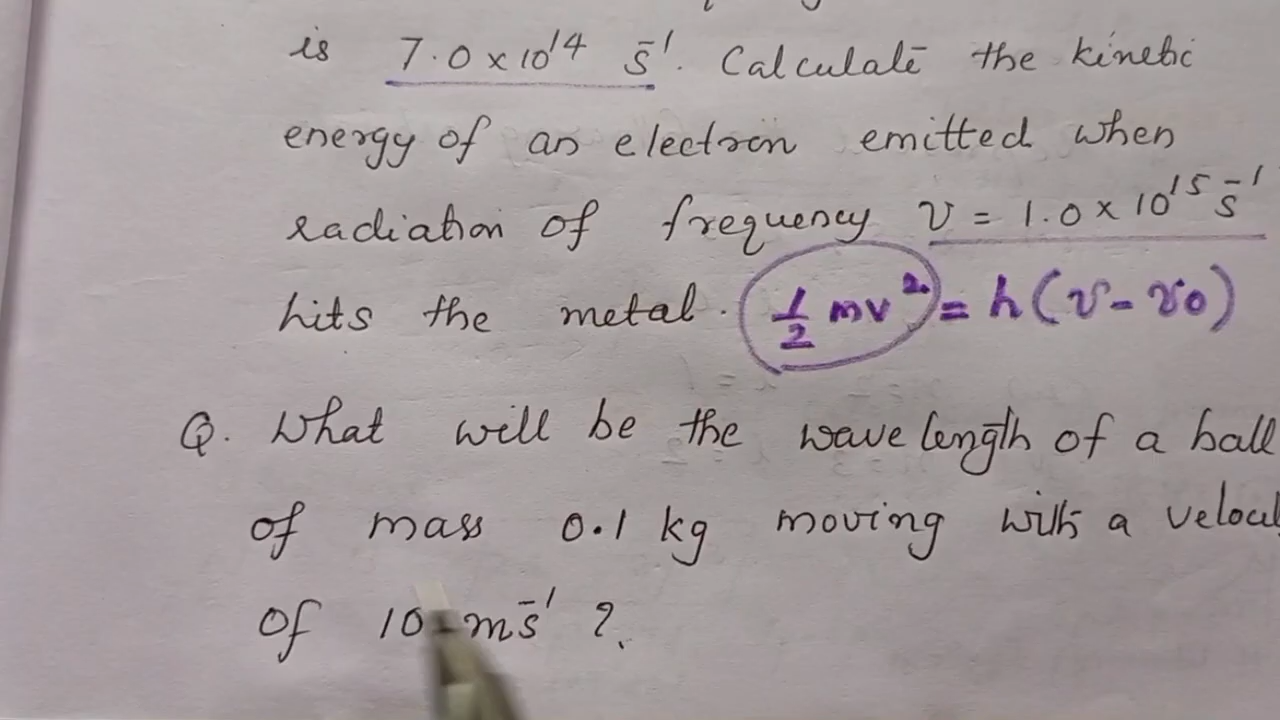 is 7.0 × 10¹⁴ s⁻¹. Calculate the kinetic
energy of an electron emitted when
radiation of frequency ν = 1.0 × 10¹⁵ s⁻¹
hits the metal. ½ mv² = h(ν - ν₀)
Q. What will be the wavelength of a ball
of mass 0.1 kg moving with a veloci
of 10 ms⁻¹ ?